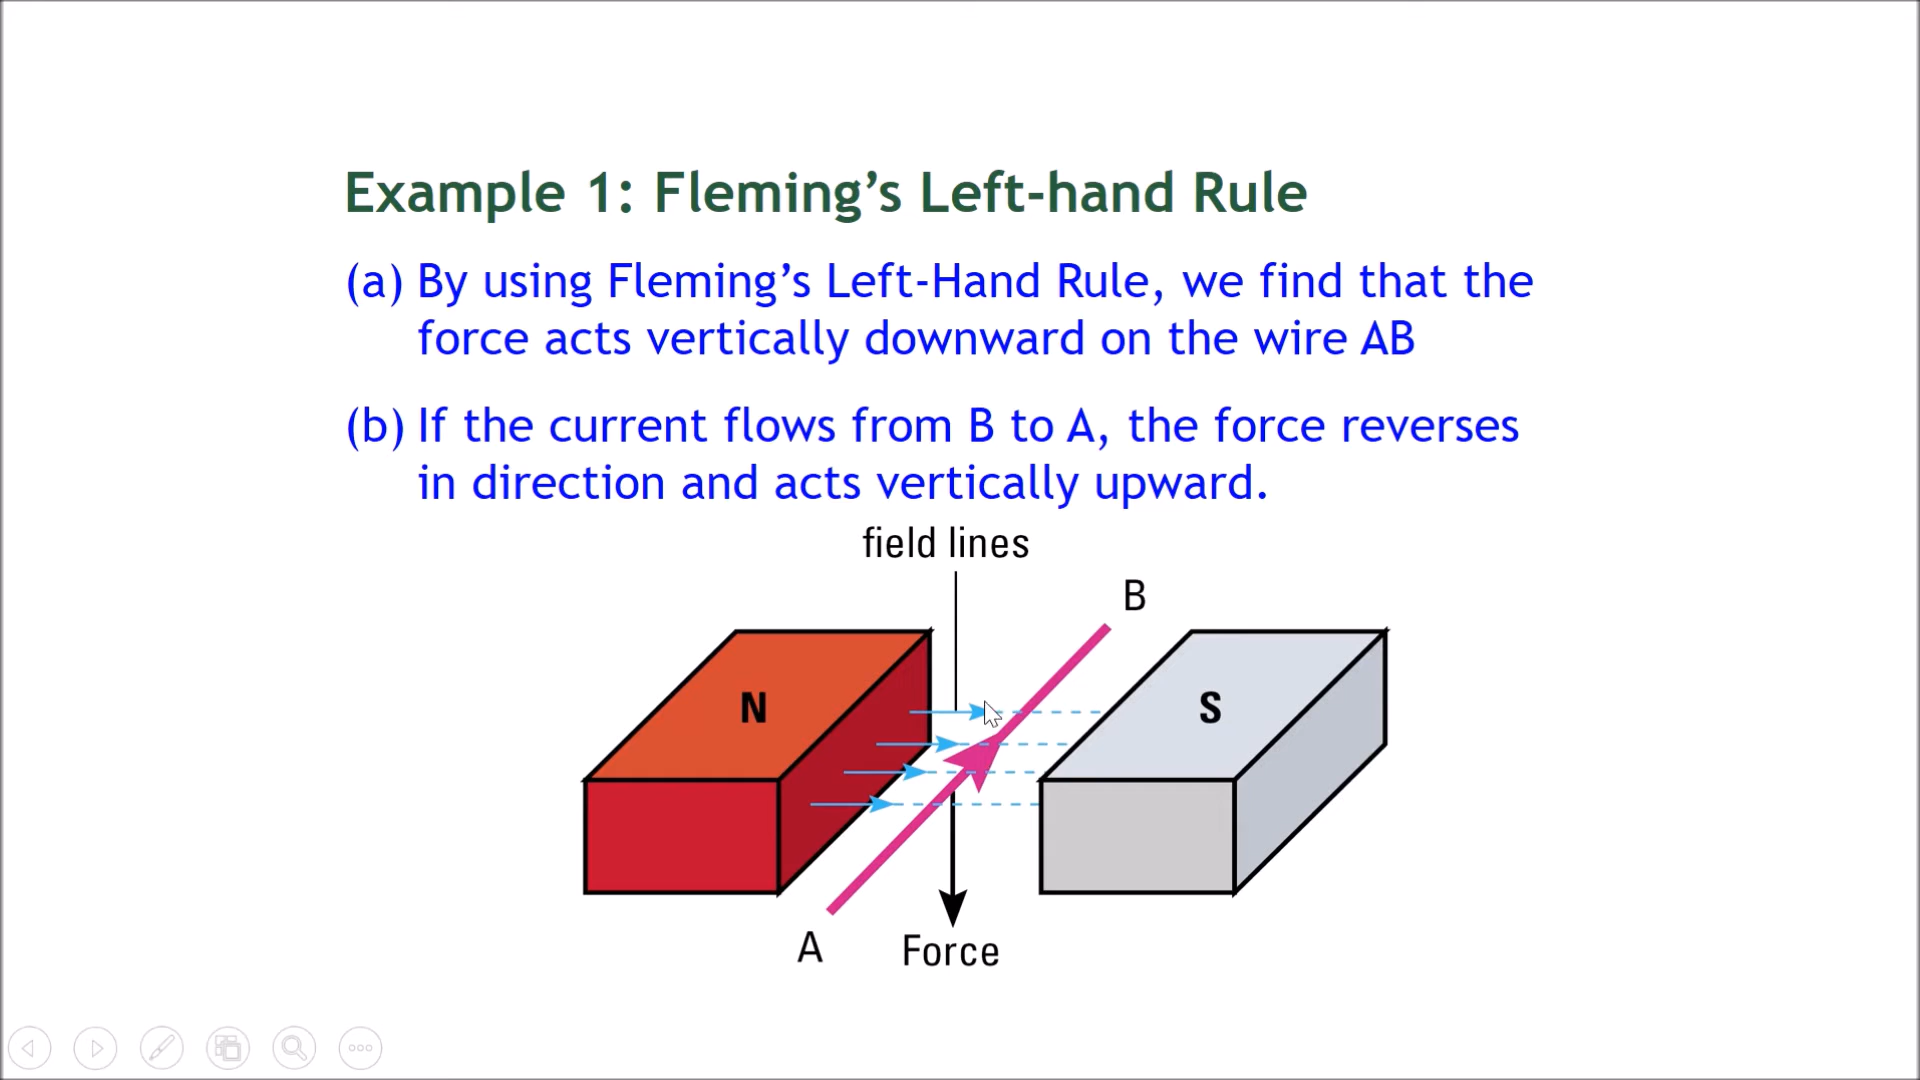 Example 1: Fleming’s Left-hand Rule
(a) By using Fleming’s Left-Hand Rule, we find that the
force acts vertically downward on the wire AB
(b) If the current flows from B to A, the force reverses
in direction and acts vertically upward.
field lines
B
N
S
A
Force